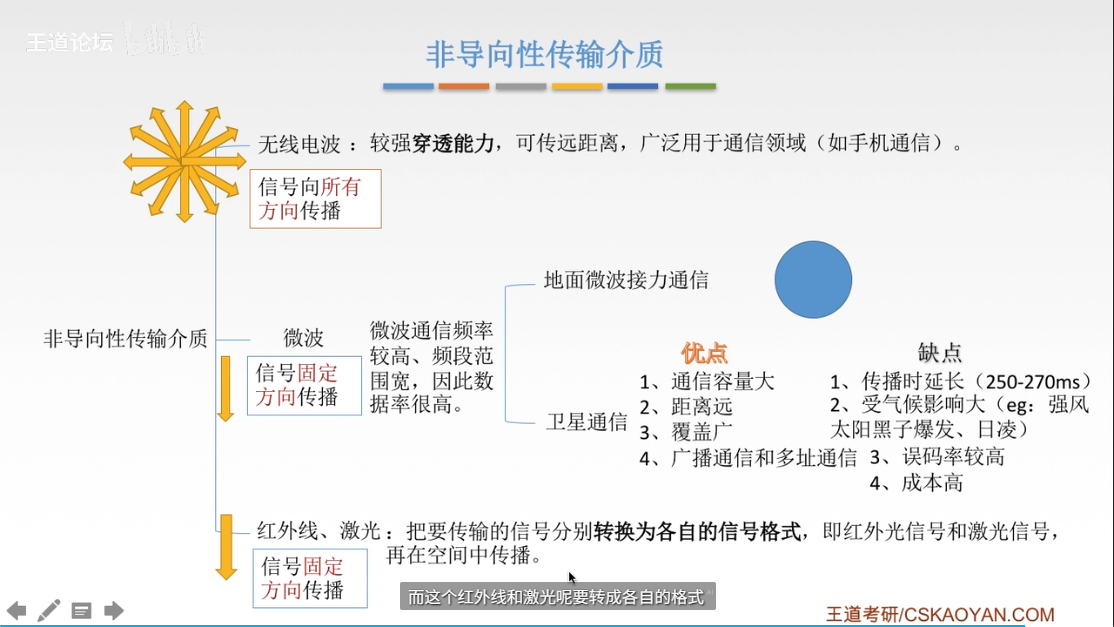 王道论坛
非导向性传输介质
无线电波：较强穿透能力，可传远距离，广泛用于通信领域（如手机通信）。
信号向所有
方向传播
地面微波接力通信
非导向性传输介质
微波
信号固定
方向传播
微波通信频率
较高、频段范
围宽，因此数
据率很高。
卫星通信
优点
1、通信容量大
2、距离远
3、覆盖广
4、广播通信和多址通信
缺点
1、传播时延长（250-270ms）
2、受气候影响大（eg：强风
太阳黑子爆发、日凌）
3、误码率较高
4、成本高
红外线、激光：把要传输的信号分别转换为各自的信号格式，即红外光信号和激光信号，
再在空间中传播。
信号固定
方向传播
而这个红外线和激光呢要转成各自的格式
王道考研/CSKAOYAN.COM